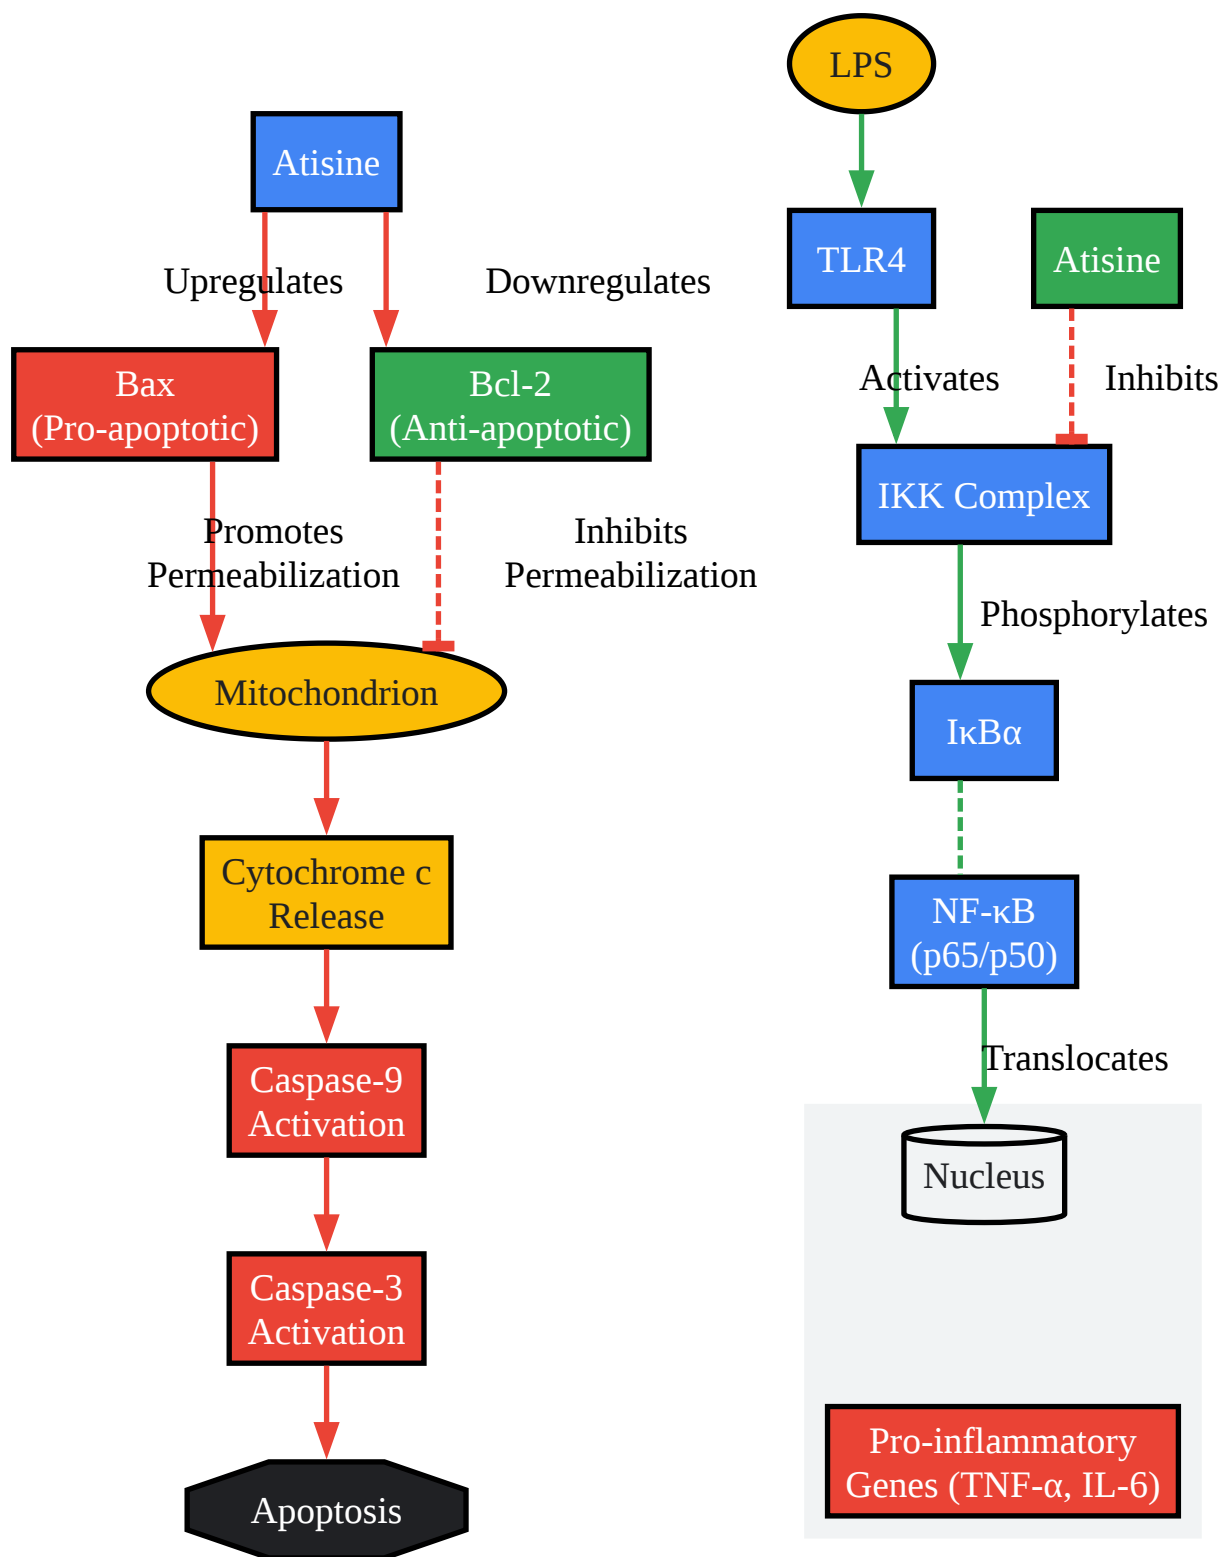 Atisine
Upregulates
Downregulates
Bax
(Pro-apoptotic)
Bcl-2
(Anti-apoptotic)
Promotes
Permeabilization
Inhibits
Permeabilization
Mitochondrion
Cytochrome c
Release
Caspase-9
Activation
Caspase-3
Activation
Apoptosis
LPS
TLR4
Atisine
Activates
Inhibits
IKK Complex
Phosphorylates
IκBα
NF-κB
(p65/p50)
Translocates
Nucleus
Pro-inflammatory
Genes (TNF-α, IL-6)